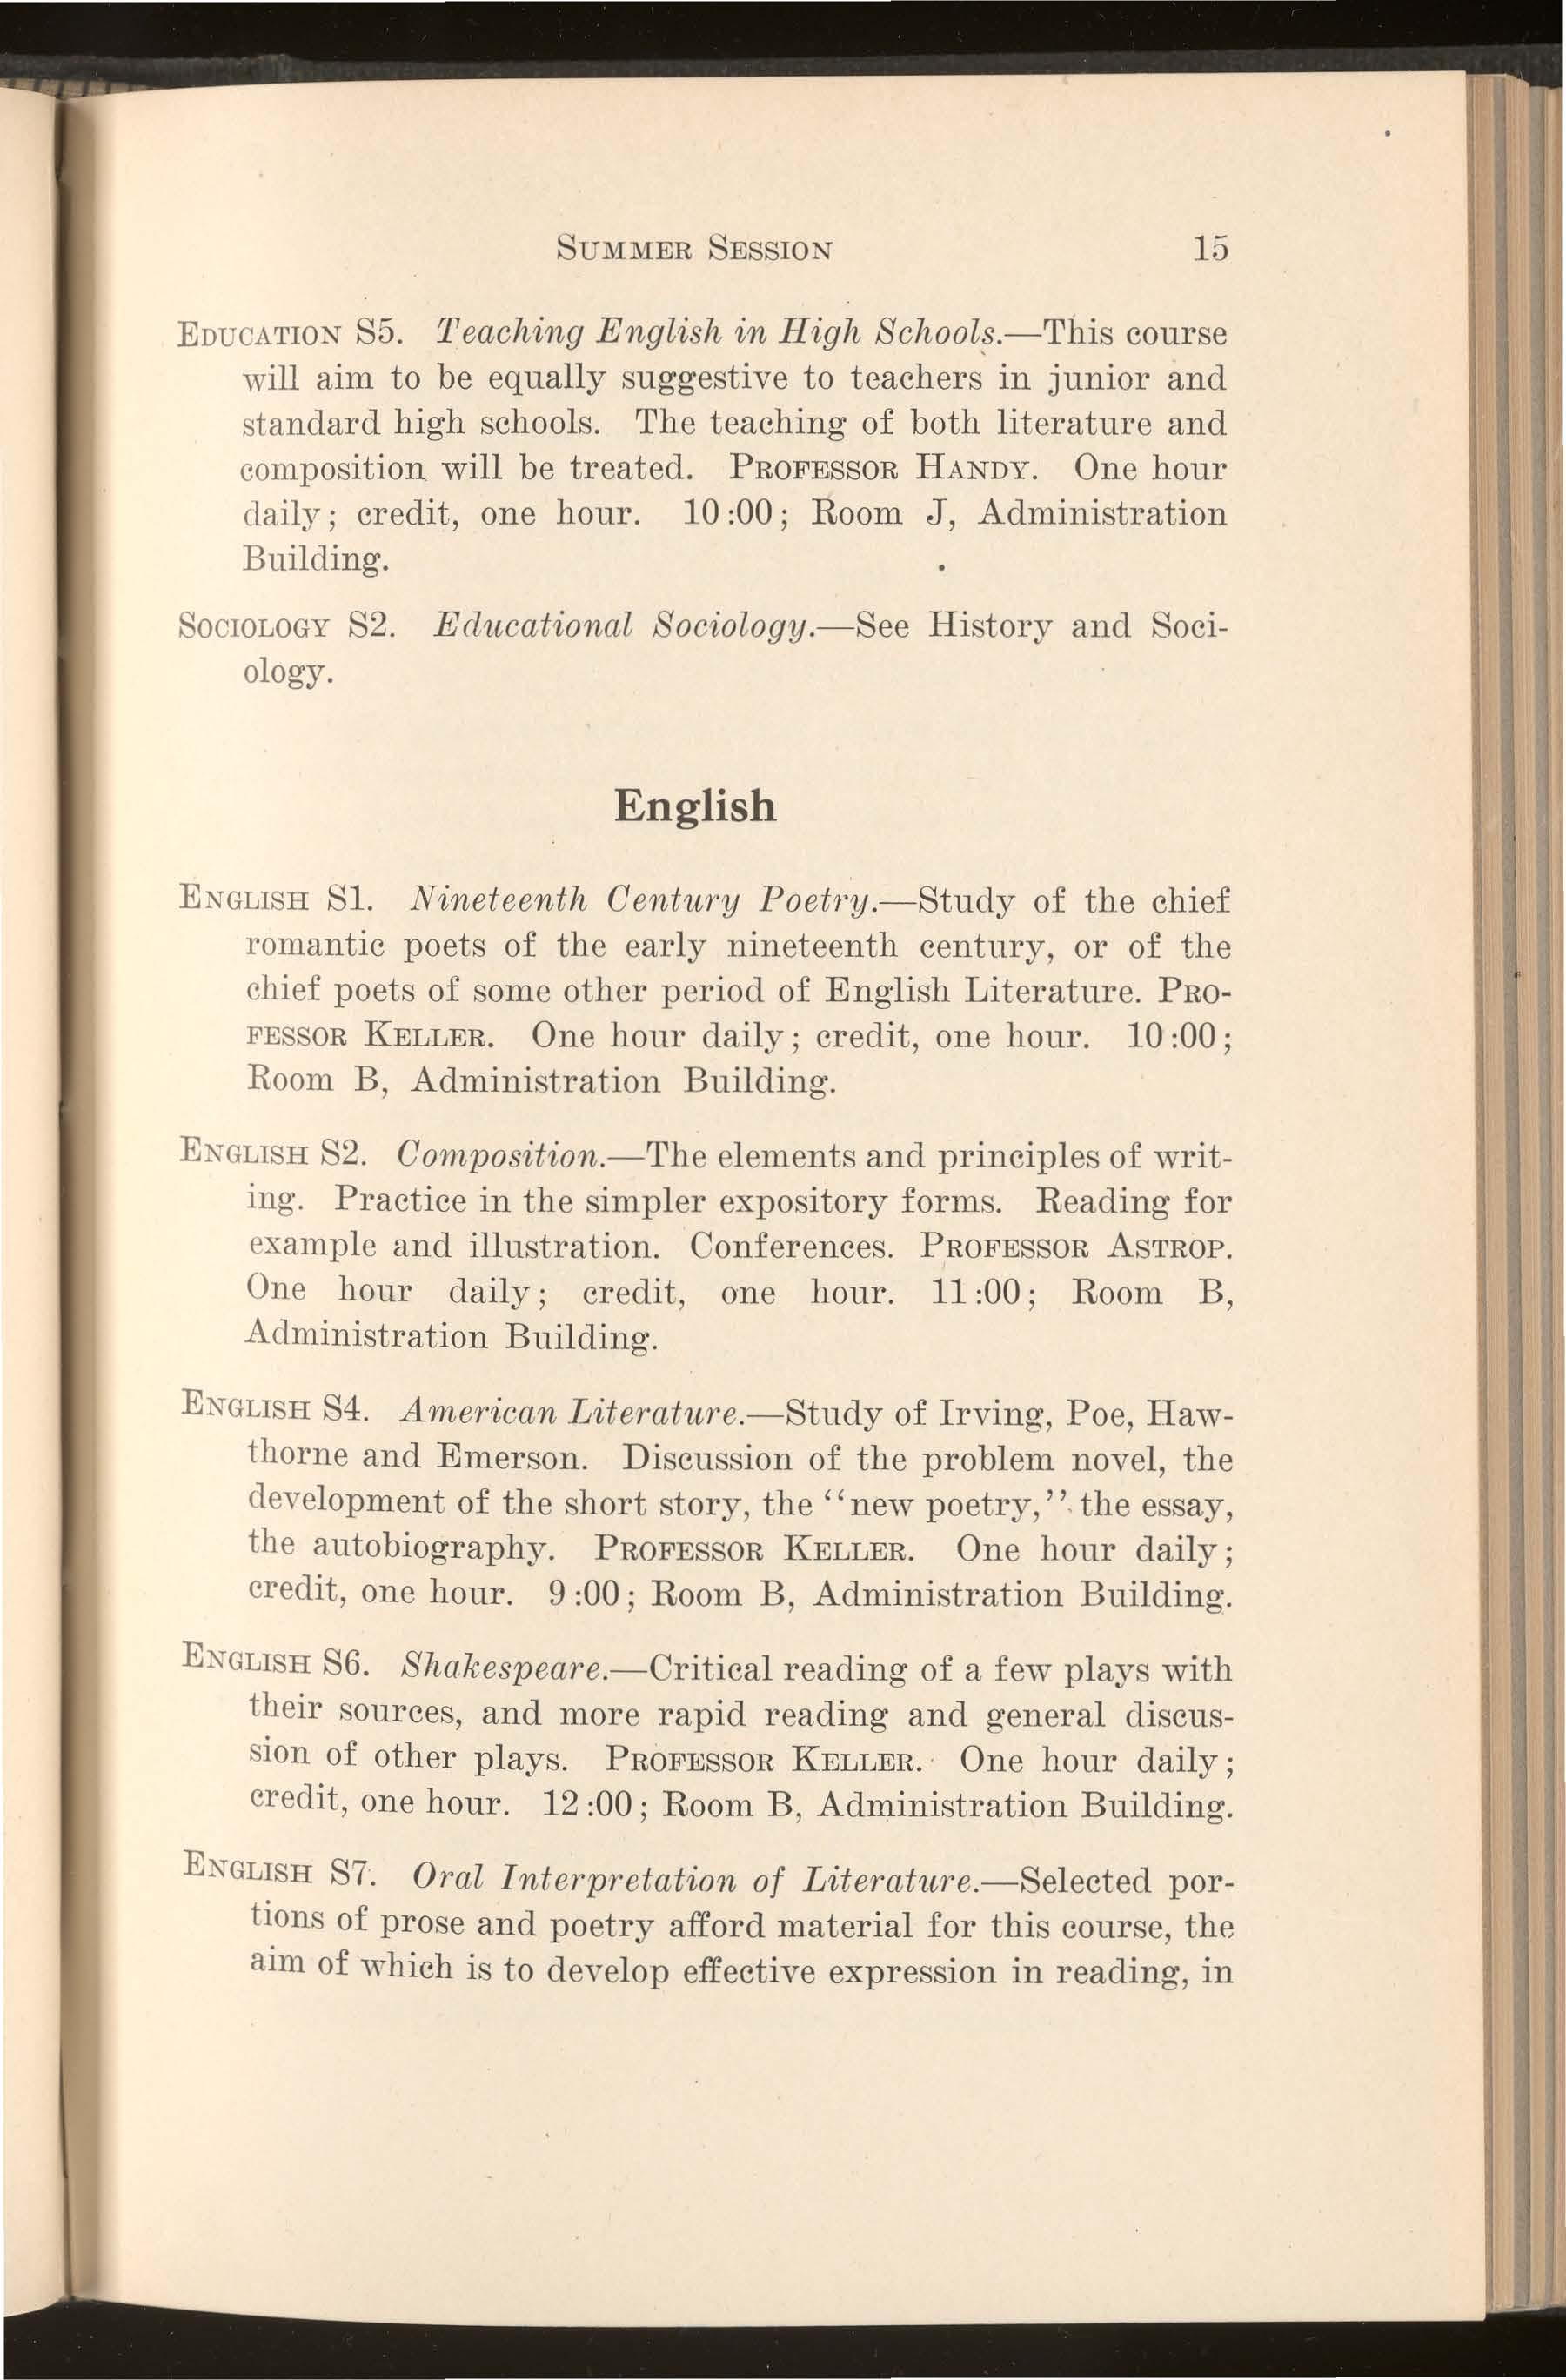 SUMMER SESSION 15
EDUCATION S5. Teaching English in High Schools.—This course
will aim to be equally suggestive to teachers in junior and
standard high schools. The teaching of both literature and
composition will be treated. PROFESSOR HANDY. One hour
daily; credit, one hour. 10:00; Room J, Administration
Building.
SOCIOLOGY S2. Educational Sociology.—See History and Soci-
ology.
English
ENGLISH S1. Nineteenth Century Poetry.—Study of the chief
romantic poets of the early nineteenth century, or of the
chief poets of some other period of English Literature. PRO-
FESSOR KELLER. One hour daily; credit, one hour. 10:00;
Room B, Administration Building.
ENGLISH S2. Composition.—The elements and principles of writ-
ing. Practice in the simpler expository forms. Reading for
example and illustration. Conferences. PROFESSOR ASTROP.
One hour daily; credit, one hour. 11:00; Room B,
Administration Building.
ENGLISH S4. American Literature.—Study of Irving, Poe, Haw-
thorne and Emerson. Discussion of the problem novel, the
development of the short story, the "new poetry," the essay,
the autobiography. PROFESSOR KELLER. One hour daily;
credit, one hour. 9:00; Room B, Administration Building.
ENGLISH S6. Shakespeare.—Critical reading of a few plays with
their sources, and more rapid reading and general discus-
sion of other plays. PROFESSOR KELLER. One hour daily;
credit, one hour. 12:00; Room B, Administration Building.
ENGLISH S7. Oral Interpretation of Literature.—Selected por-
tions of prose and poetry afford material for this course, the
aim of which is to develop effective expression in reading, in